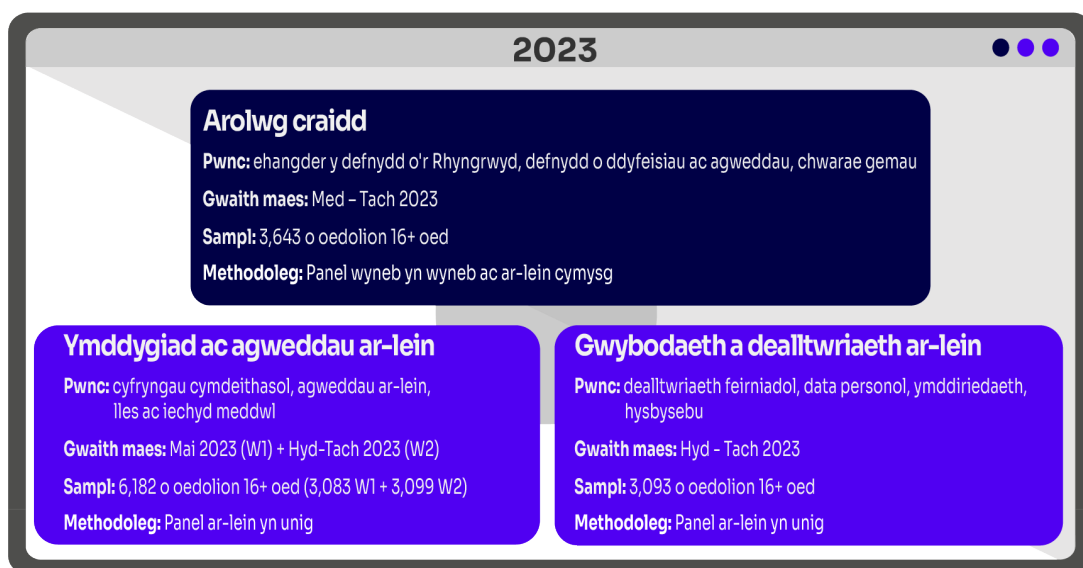 2023
Arolwg craidd
Pwnc: ehangder y defnydd o'r Rhyngrwyd, defnydd o ddyfeisiau ac agweddau, chwarae gemau
Gwaith maes: Med – Tach 2023
Sampl: 3,643 o oedolion 16+ oed
Methodoleg: Panel wyneb yn wyneb ac ar-lein cymysg
Ymddygiad ac agweddau ar-lein
Pwnc: cyfryngau cymdeithasol, agweddau ar-lein,
lles ac iechyd meddwl
Gwaith maes: Mai 2023 (W1) + Hyd-Tach 2023 (W2)
Sampl: 6,182 o oedolion 16+ oed (3,083 W1 + 3,099 W2)
Methodoleg: Panel ar-lein yn unig
Gwybodaeth a dealltwriaeth ar-lein
Pwnc: dealltwriaeth feirniadol, data personol, ymddiriedaeth,
hysbysebu
Gwaith maes: Hyd - Tach 2023
Sampl: 3,093 o oedolion 16+ oed
Methodoleg: Panel ar-lein yn unig